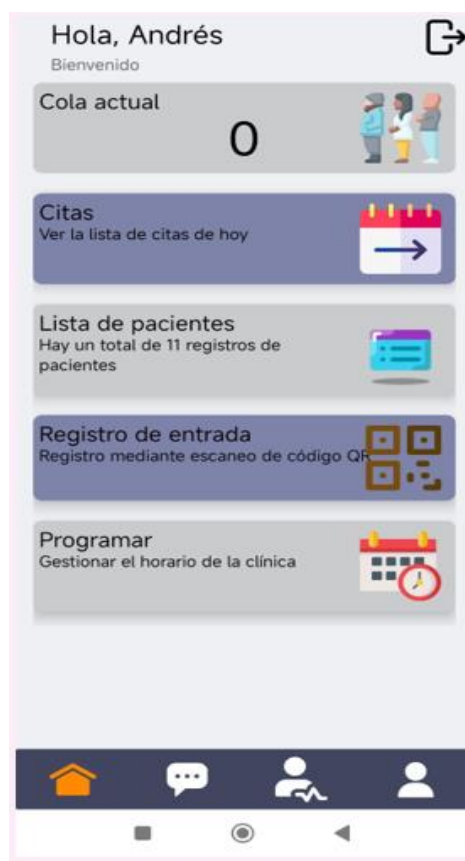 Hola, Andrés
Bienvenido
Cola actual
0
Citas
Ver la lista de citas de hoy
Lista de pacientes
Hay un total de 11 registros de
pacientes
Registro de entrada
Registro mediante escaneo de código QR
Programar
Gestionar el horario de la clínica